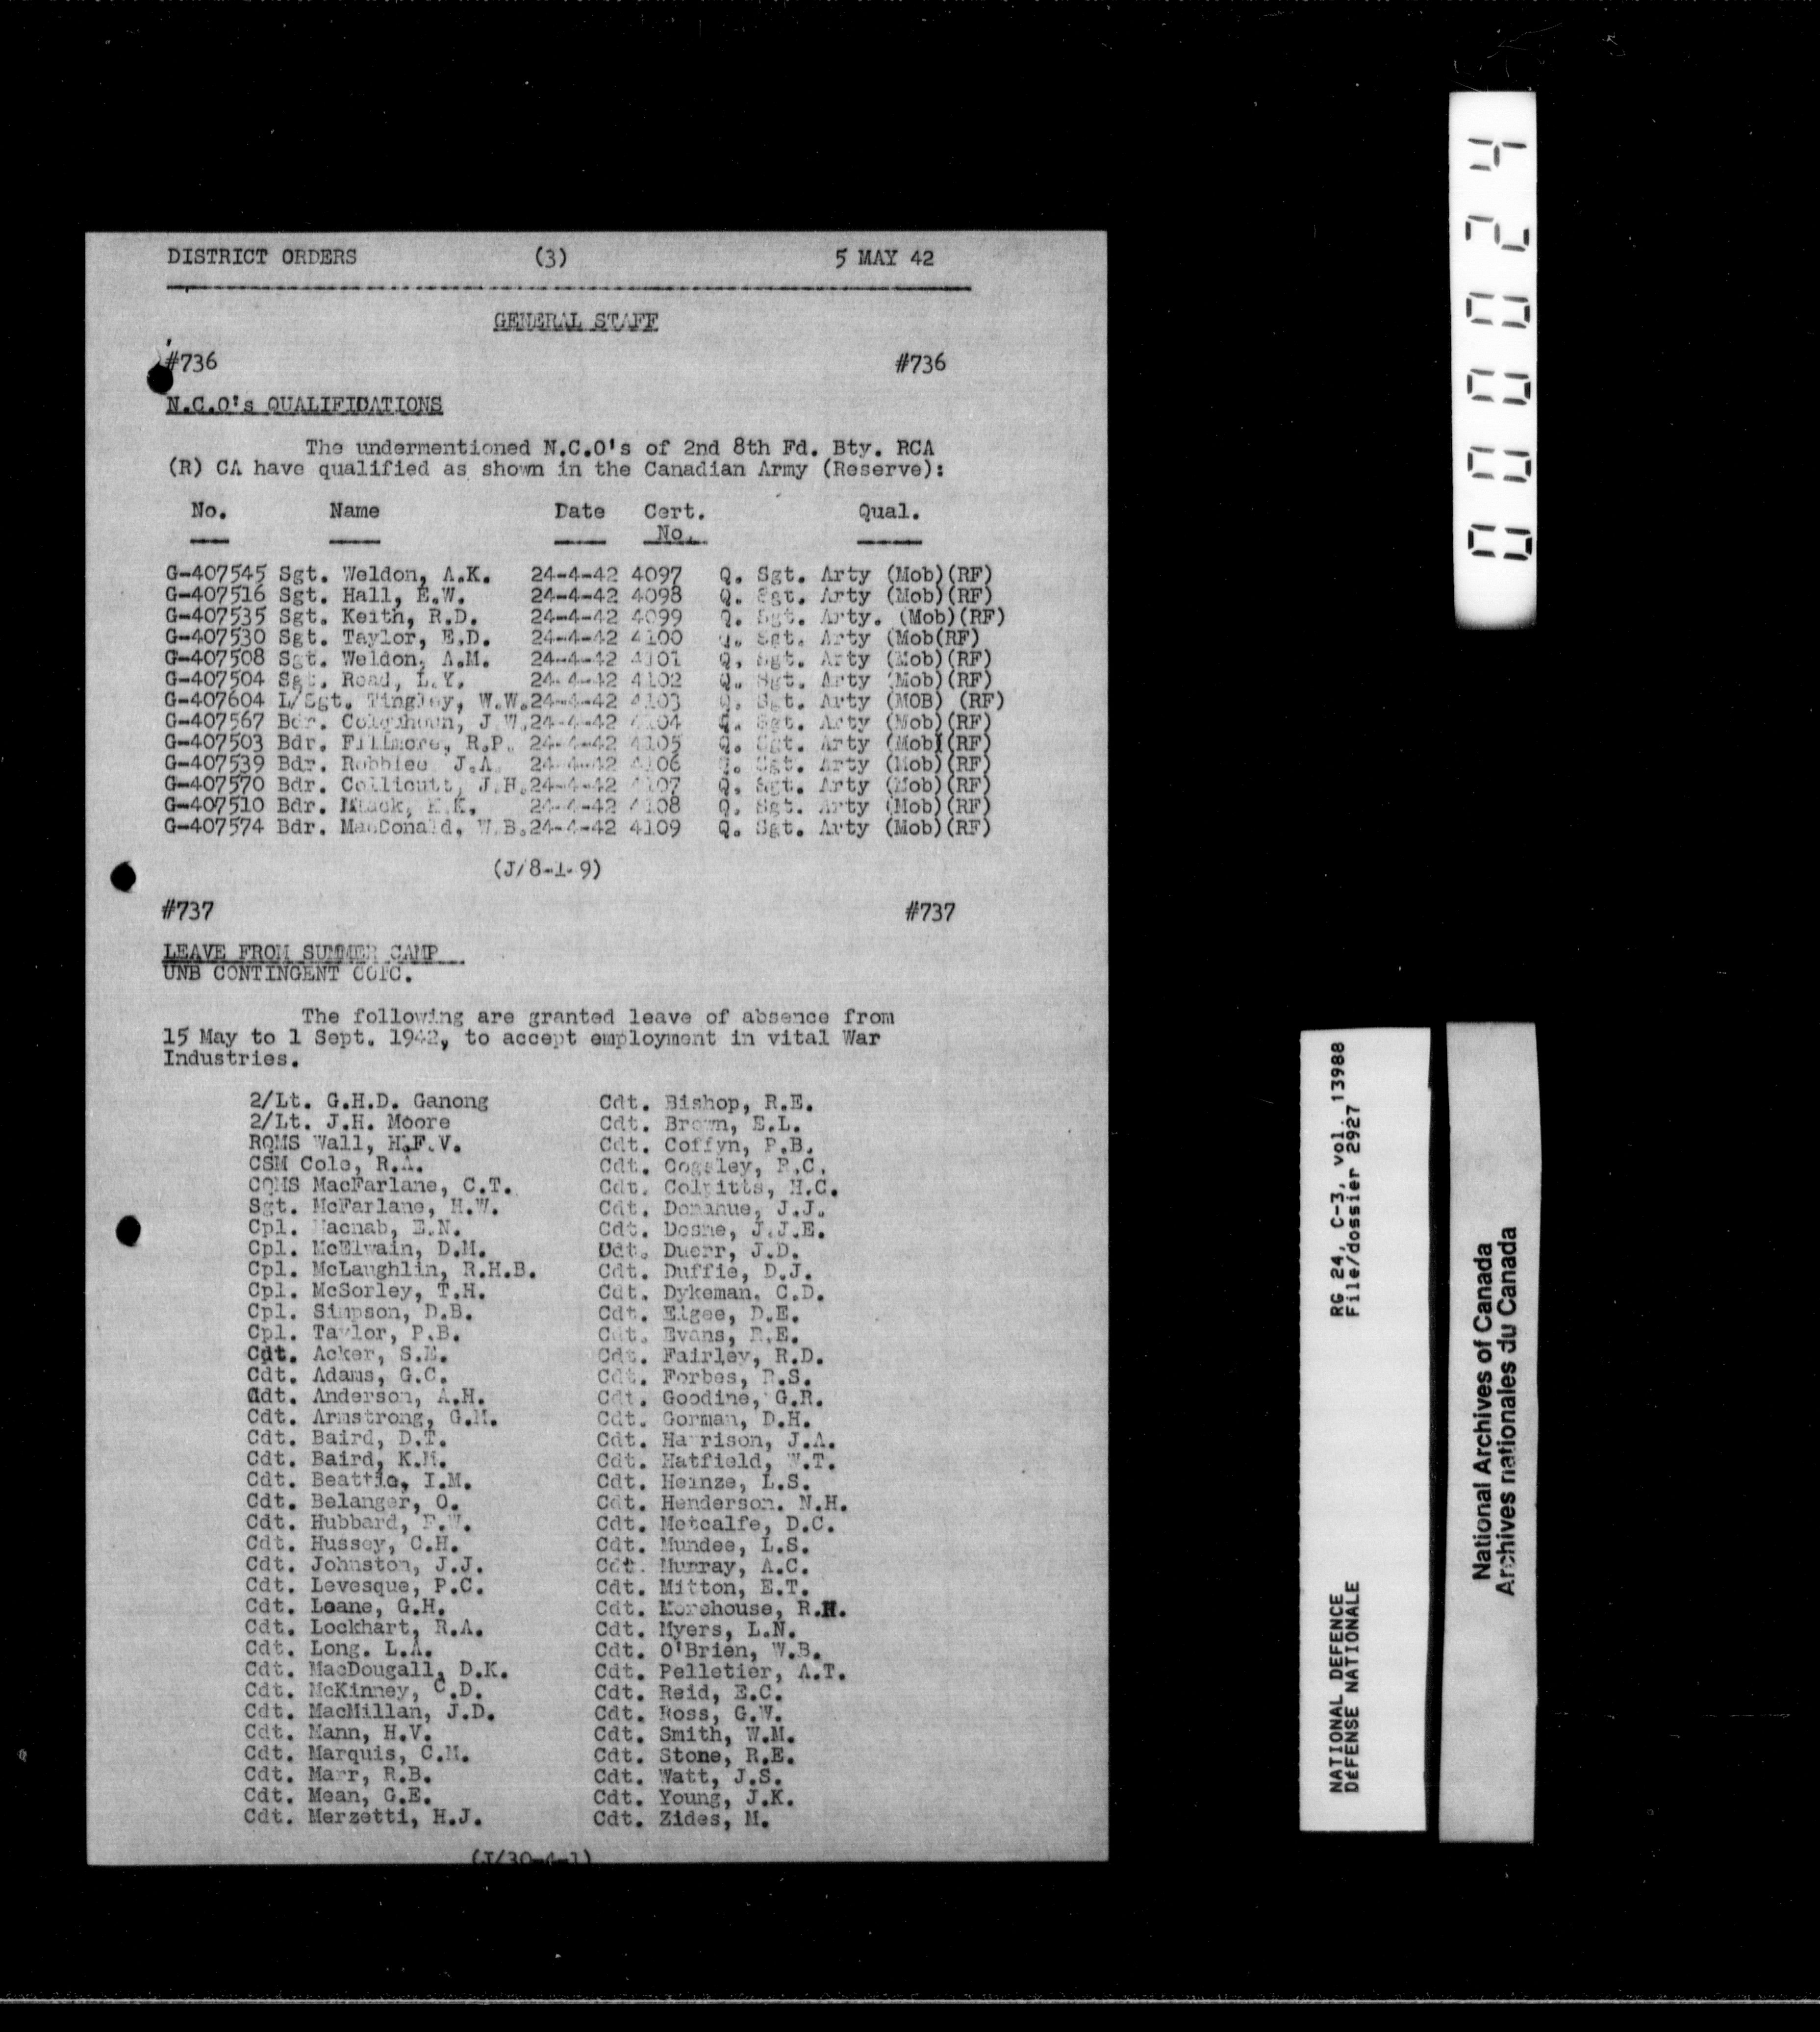 DISTRICT ORDERS (3) 5 MAY 42
GENERAL STAFF
#736 #736
N.C.O's QUALIFIDATIONS
The undermentioned N.C.O's of 2nd 8th Fd. Bty. RCA
(R) CA have qualified as shown in the Canadian Army (Reserve):
No. Name Date Cert. Qual.
No.
G-407545 Sgt. Weldon, A.K. 24-4-42 4097 Q. Sgt. Arty (Mob)(RF)
G-407516 Sgt. Hall, E.W. 24-4-42 4098 Q. Sgt. Arty (Mob)(RF)
G-407535 Sgt. Keith, R.D. 24-4-42 4099 Q. Sgt. Arty. (Mob)(RF)
G-407530 Sgt. Taylor, E.D. 24-4-42 4100 Q. Sgt. Arty (Mob(RF)
G-407508 Sgt. Weldon, A.M. 24-4-42 4101 Q. Sgt. Arty (Mob)(RF)
G-407504 Sgt. Read, L.Y. 24-4-42 4102 Q. Sgt. Arty (Mob)(RF)
G-407604 L/Sgt. Tingley, W.W.24-4-42 4103 Q. Sgt. Arty (MOB) (RF)
G-407567 Bdr. Colquhoun, J.W.24-4-42 4104 Q. Sgt. Arty (Mob)(RF)
G-407503 Bdr. Fillmore, R.P. 24-4-42 4105 Q. Sgt. Arty (Mob)(RF)
G-407539 Bdr. Robblee, J.A. 24-4-42 4106 Q. Sgt. Arty (Mob)(RF)
G-407570 Bdr. Collicutt, J.H.24-4-42 4107 Q. Sgt. Arty (Mob)(RF)
G-407510 Bdr. 24-4-42 4108 Q. Sgt. Arty (Mob)(RF)
G-407574 Bdr. MacDonald, W.B.24-4-42 4109 Q. Sgt. Arty (Mob)(RF)
(J/8-1-9)
#737 #737
LEAVE FROM SUMMER CAMP
UNB CONTINGENT COTC.
The following are granted leave of absence from
15 May to 1 Sept. 1942, to accept employment in vital War
Industries.
2/Lt. G.H.D. Ganong Cdt. Bishop, R.E.
2/Lt. J.H. Moore Cdt. Brown, E.L.
RQMS Wall, H.F.V. Cdt. Coffyn, P.B.
CSM Cole, R.A. Cdt. Cogsley, R.C.
CQMS MacFarlane, C.T. Cdt. Colpitts, H.C.
Sgt. McFarlane, H.W. Cdt. Donahue, J.J.
Cpl. Macnab, E.N. Cdt. Dosne, J.J.E.
Cpl. McElwain, D.M. Cdt. Duerr, J.D.
Cpl. McLaughlin, R.H.B. Cdt. Duffie, D.J.
Cpl. McSorley, T.H. Cdt. Dykeman, C.D.
Cpl. Simpson, D.B. Cdt. Elgee, D.E.
Cpl. Taylor, P.B. Cdt. Evans, R.E.
Cdt. Acker, S.E. Cdt. Fairley, R.D.
Cdt. Adams, G.C. Cdt. Forbes, R.S.
Cdt. Anderson, A.H. Cdt. Goodine, G.R.
Cdt. Armstrong, G.M. Cdt. Gorman, D.H.
Cdt. Baird, D.T. Cdt. Harrison, J.A.
Cdt. Baird, K.M. Cdt. Hatfield, W.T.
Cdt. Beattie, I.M. Cdt. Heinze, L.S.
Cdt. Belanger, O. Cdt. Henderson. N.H.
Cdt. Hubbard, F.W. Cdt. Metcalfe, D.C.
Cdt. Hussey, C.H. Cdt. Mundee, L.S.
Cdt. Johnston, J.J. Cdt. Murray, A.C.
Cdt. Levesque, P.C. Cdt. Mitton, E.T.
Cdt. Loane, G.H. Cdt. Morehouse, R.H.
Cdt. Lockhart, R.A. Cdt. Myers, L.N.
Cdt. Long. L.A. Cdt. O'Brien, W.B.
Cdt. MacDougall, D.K. Cdt. Pelletier, A.T.
Cdt. McKinney, C.D. Cdt. Reid, E.C.
Cdt. MacMillan, J.D. Cdt. Ross, G.W.
Cdt. Mann, H.V. Cdt. Smith, W.M.
Cdt. Marquis, C.M. Cdt. Stone, R.E.
Cdt. Marr, R.B. Cdt. Watt, J.S.
Cdt. Mean, G.E. Cdt. Young, J.K.
Cdt. Merzetti, H.J. Cdt. Zides, M.
(J/30-4-1)
000024
NATIONAL DEFENCE RG 24, C-3, vol. 13988
DÉFENSE NATIONALE File/dossier 2927
National Archives of Canada
Archives nationales du Canada